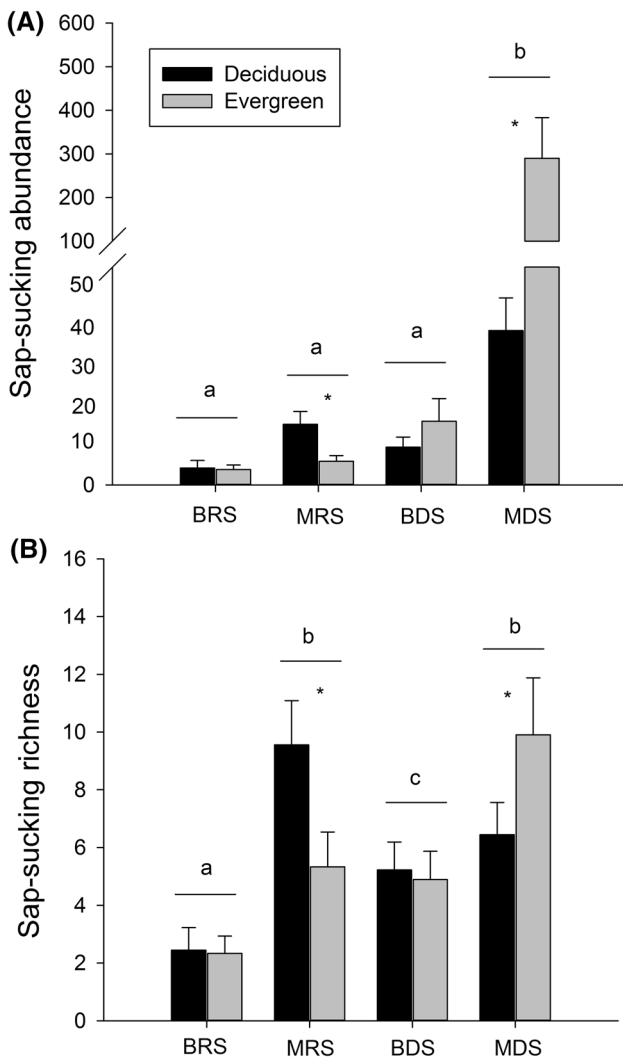 (A)
Sap-sucking abundance
600
500
400
300
200
100
50
40
30
20
10
0
Deciduous
Evergreen
a
a
*
a
b
*
BRS MRS BDS MDS
(B)
Sap-sucking richness
16
14
12
10
8
6
4
2
0
a
b
*
c
b
*
BRS MRS BDS MDS